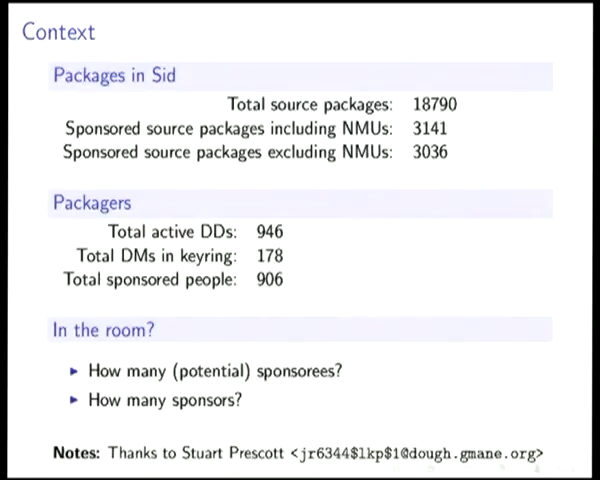 Context
Packages in Sid
Total source packages: 18790
Sponsored source packages including NMUs: 3141
Sponsored source packages excluding NMUs: 3036
Packagers
Total active DDs: 946
Total DMs in keyring: 178
Total sponsored people: 906
In the room?
► How many (potential) sponsorees?
► How many sponsors?
Notes: Thanks to Stuart Prescott <jr6344$1kp$1@dough.gmane.org>